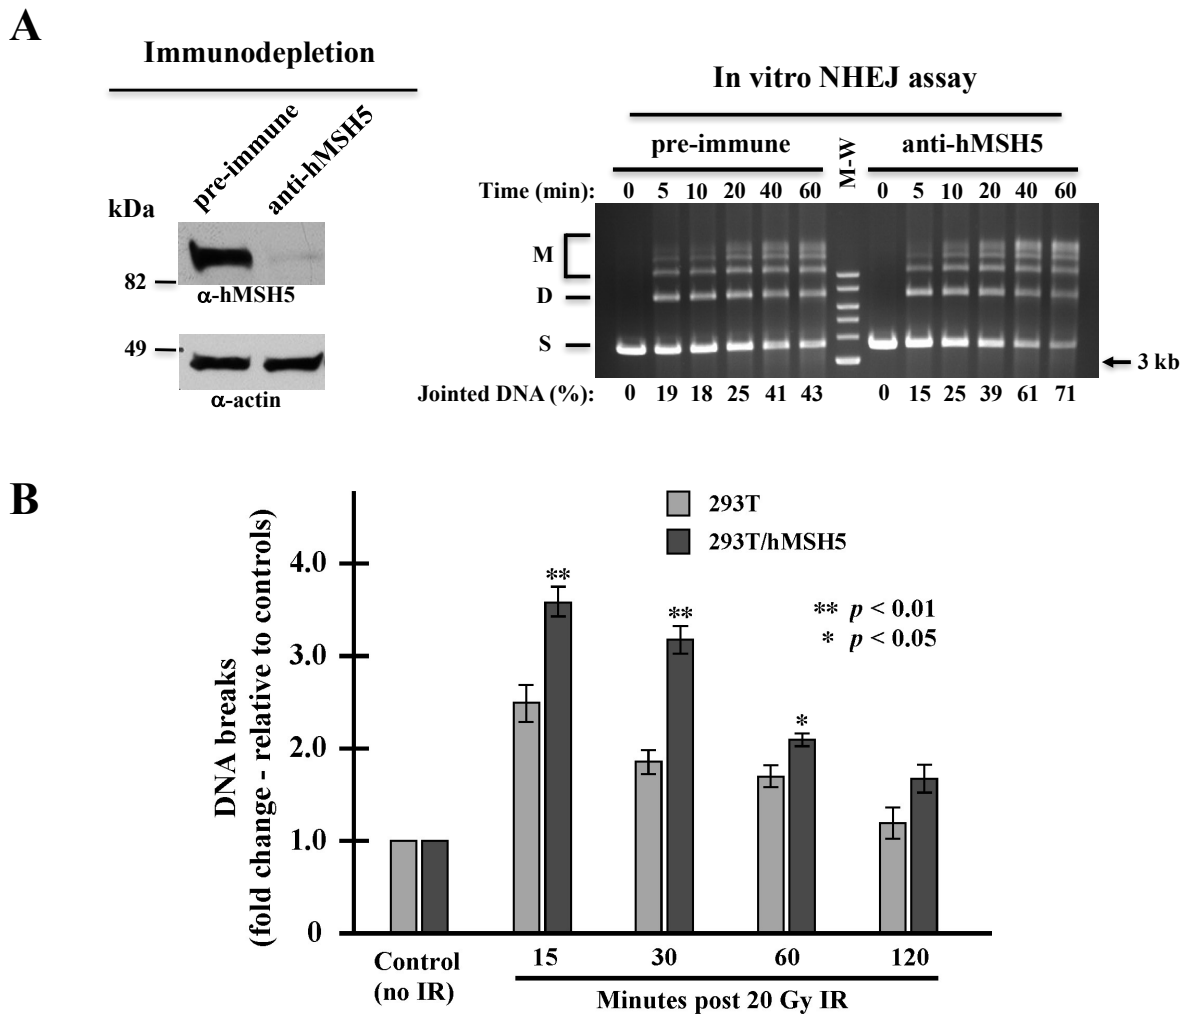 A
Immunodepletion
pre-immune
anti-hMSH5
kDa
82
α-hMSH5
49
α-actin
In vitro NHEJ assay
pre-immune
M-W
anti-hMSH5
Time (min): 0 5 10 20 40 60 0 5 10 20 40 60
M
D
S
3 kb
Jointed DNA (%): 0 19 18 25 41 43 0 15 25 39 61 71
B
293T
293T/hMSH5
** p < 0.01
* p < 0.05
DNA breaks
(fold change - relative to controls)
4.0
3.0
2.0
1.0
0
**
**
*
Control
(no IR)
15 30 60 120
Minutes post 20 Gy IR